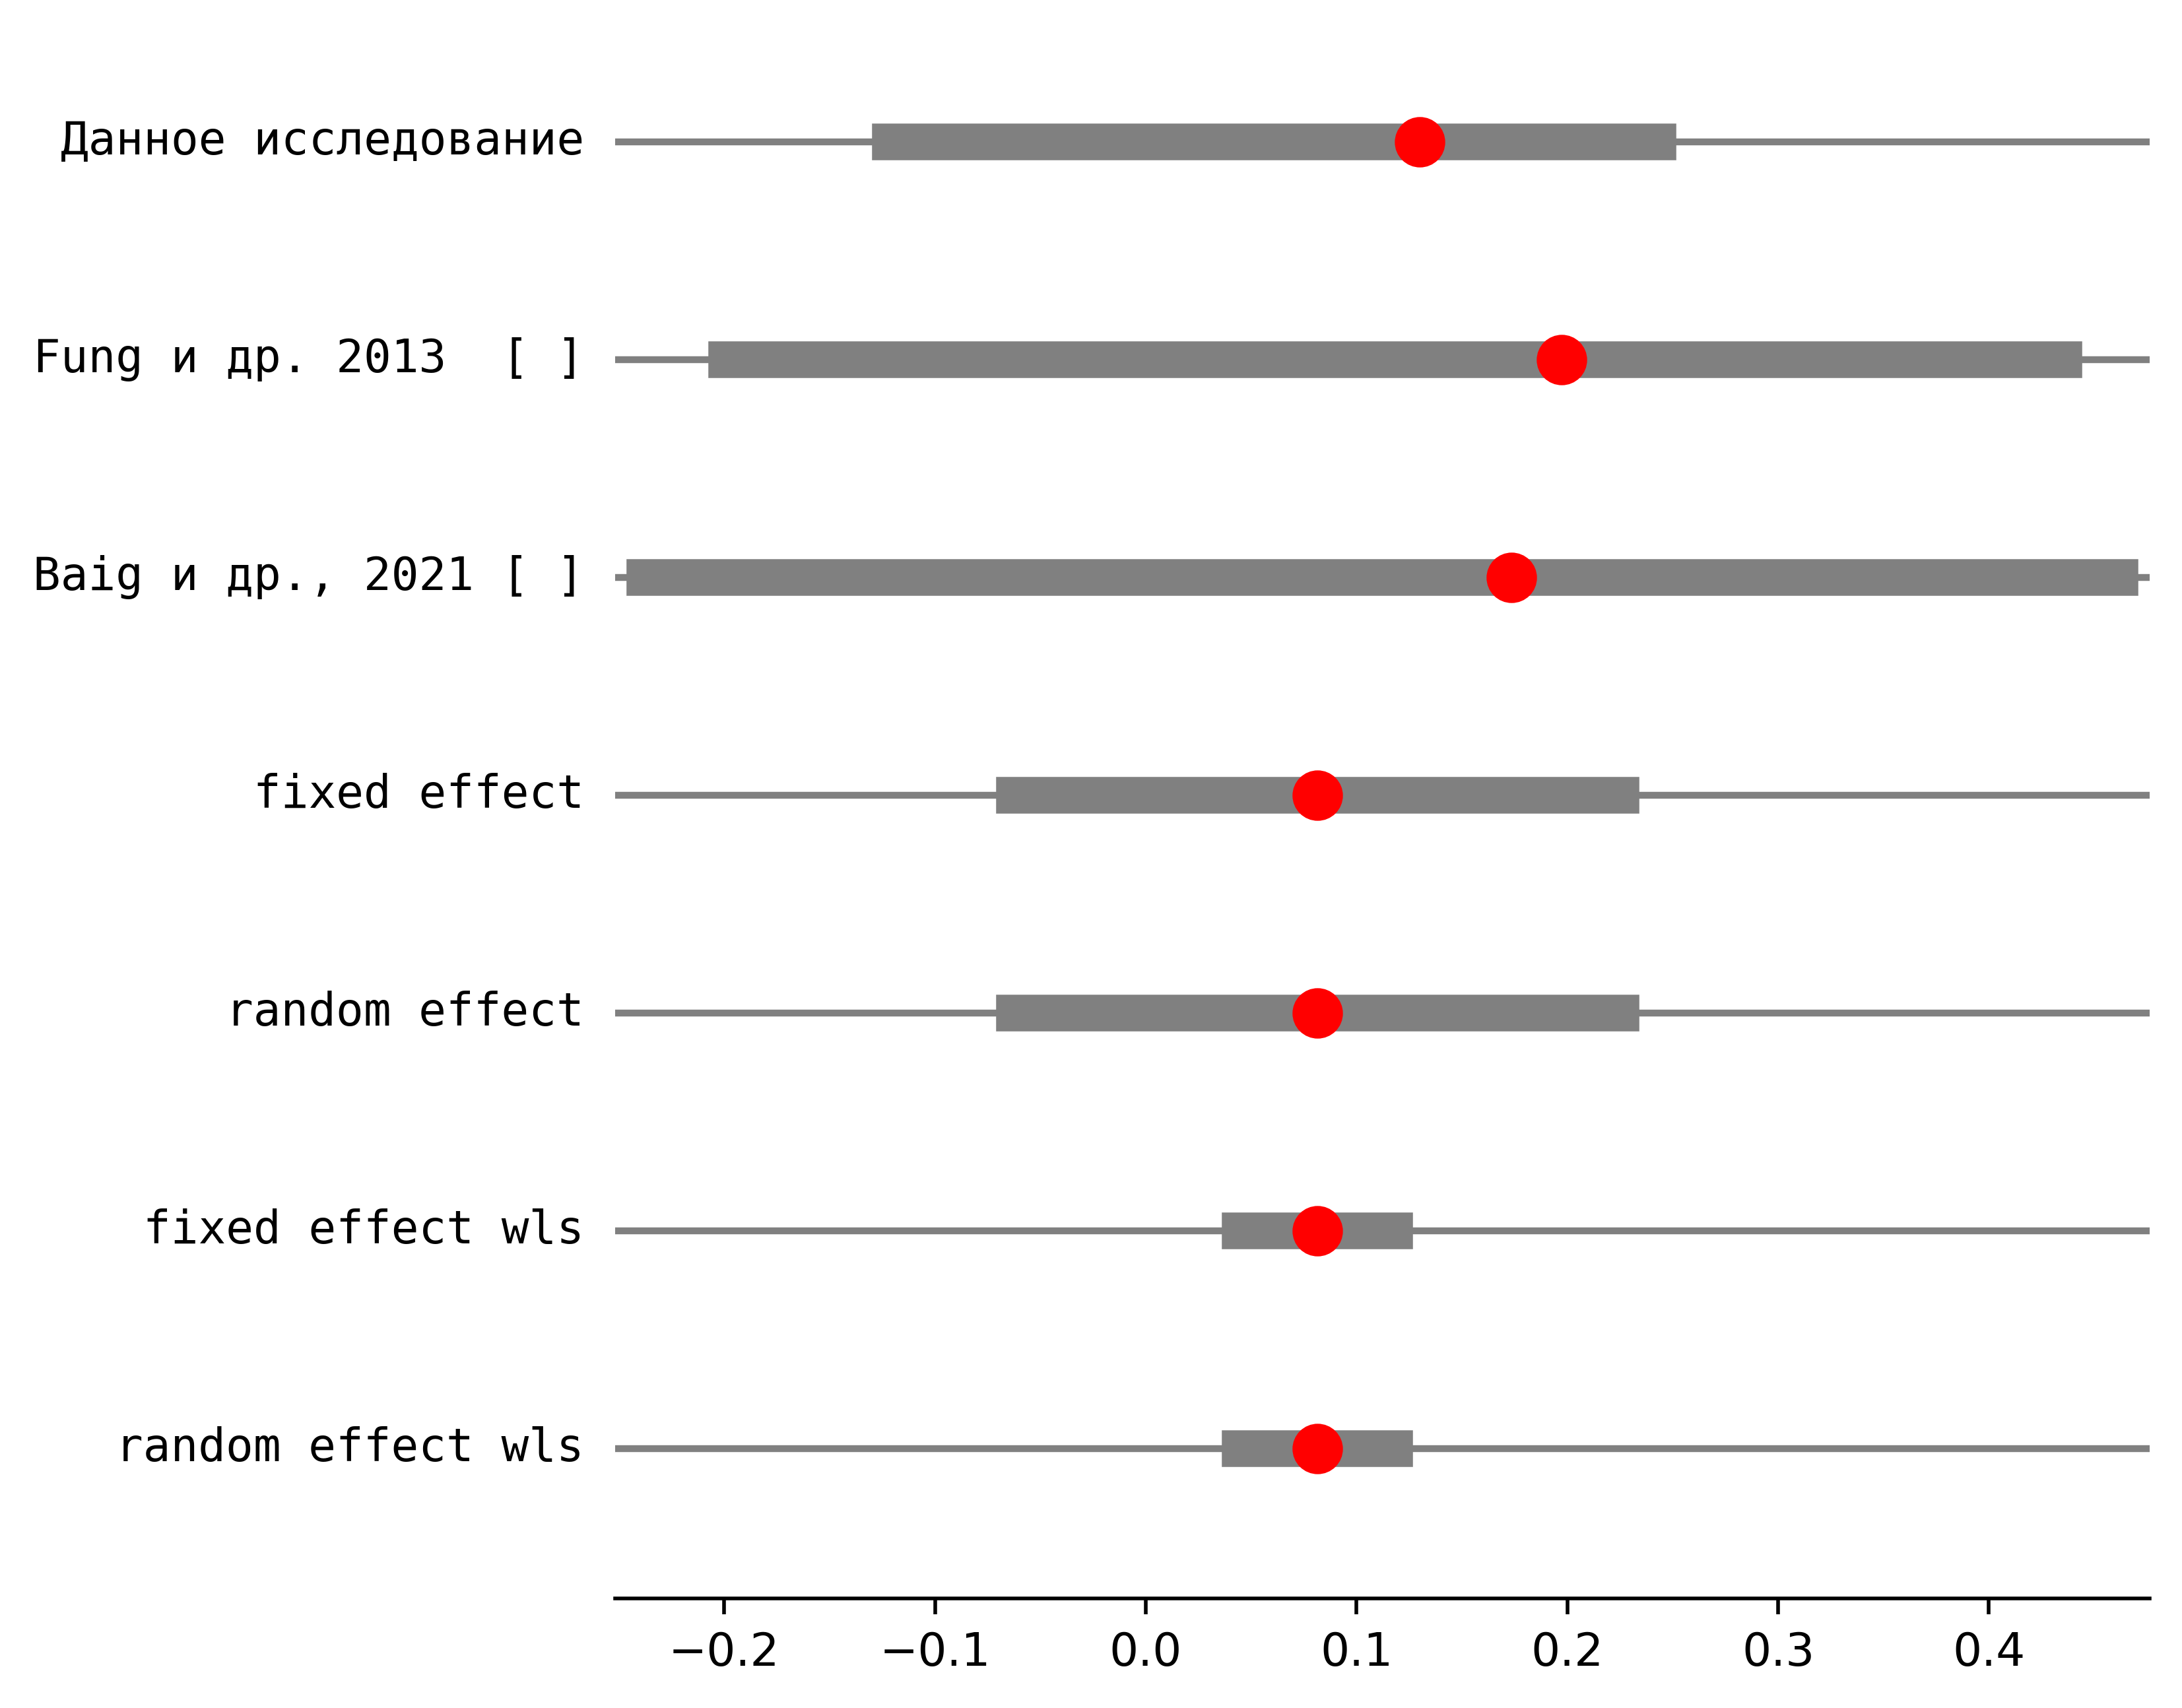 Данное исследование
Fung и др. 2013  [ ]
Baig и др., 2021 [ ]
fixed effect
random effect
fixed effect wls
random effect wls
−0.2 −0.1 0.0 0.1 0.2 0.3 0.4